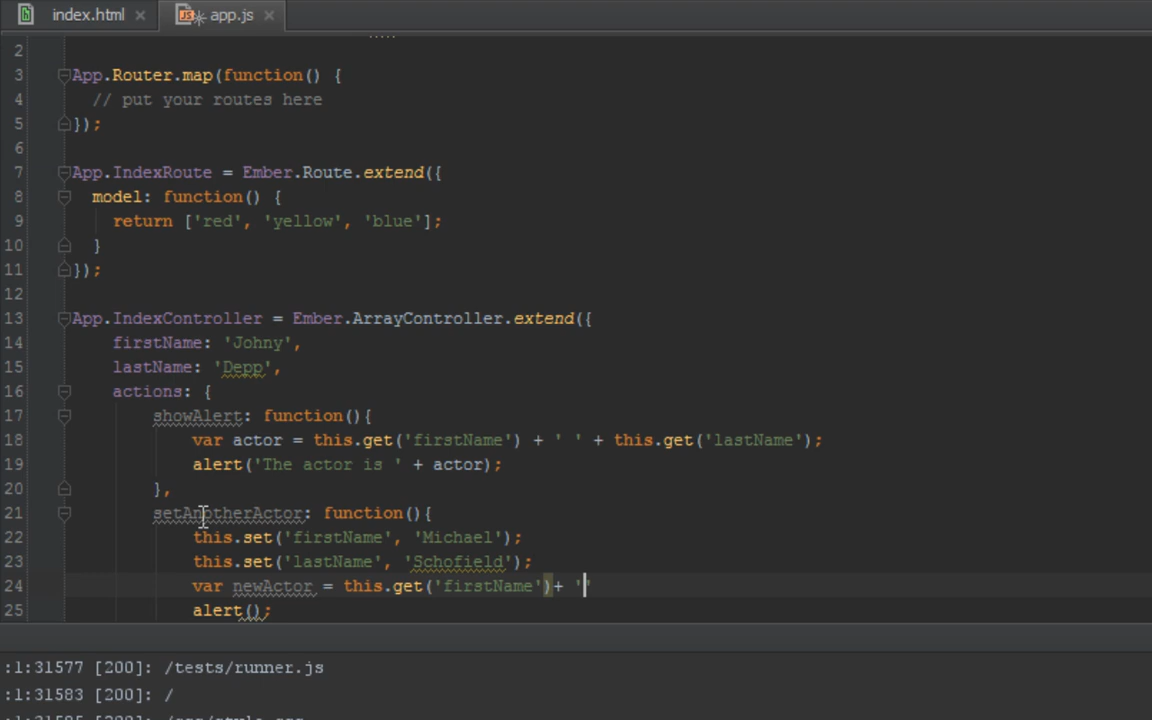 index.html
app.js
2
3 App.Router.map(function() {
4 // put your routes here
5 });
6
7 App.IndexRoute = Ember.Route.extend({
8 model: function() {
9 return ['red', 'yellow', 'blue'];
10 }
11 });
12
13 App.IndexController = Ember.ArrayController.extend({
14 firstName: 'Johny',
15 lastName: 'Depp',
16 actions: {
17 showAlert: function(){
18 var actor = this.get('firstName') + ' ' + this.get('lastName');
19 alert('The actor is ' + actor);
20 },
21 setAnotherActor: function(){
22 this.set('firstName', 'Michael');
23 this.set('lastName', 'Schofield');
24 var newActor = this.get('firstName')+ ''
25 alert();
:1:31577 [200]: /tests/runner.js
:1:31583 [200]: /